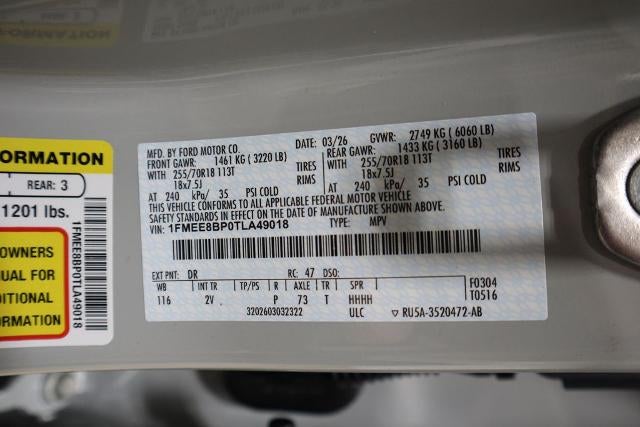 MFD. BY FORD MOTOR CO.
DATE: 03/26 GVWR: 2749 KG ( 6060 LB)
FRONT GAWR: 1461 KG ( 3220 LB) REAR GAWR: 1433 KG ( 3160 LB)
WITH 255/70R18 113T TIRES WITH 255/70R18 113T TIRES
18x7.5J RIMS 18x7.5J RIMS
AT 240 kPa/ 35 PSI COLD AT 240 kPa/ 35 PSI COLD
THIS VEHICLE CONFORMS TO ALL APPLICABLE FEDERAL MOTOR VEHICLE
SAFETY STANDARDS IN EFFECT ON THE DATE OF MANUFACTURE SHOWN ABOVE.
VIN: 1FMEE8BP0TLA49018
TYPE: MPV
EXT PNT: DR RC: 47 DSO:
WB INT TR TP/PS R AXLE TR SPR
116 2V P 73 T HHHH
F0304
T0516
3202603032322 ULC RU5A-3520472-AB
FORMATION
REAR: 3
1201 lbs.
OWNERS
UAL FOR
DITIONAL
FORMATION
1FMEE8BP0TLA49018